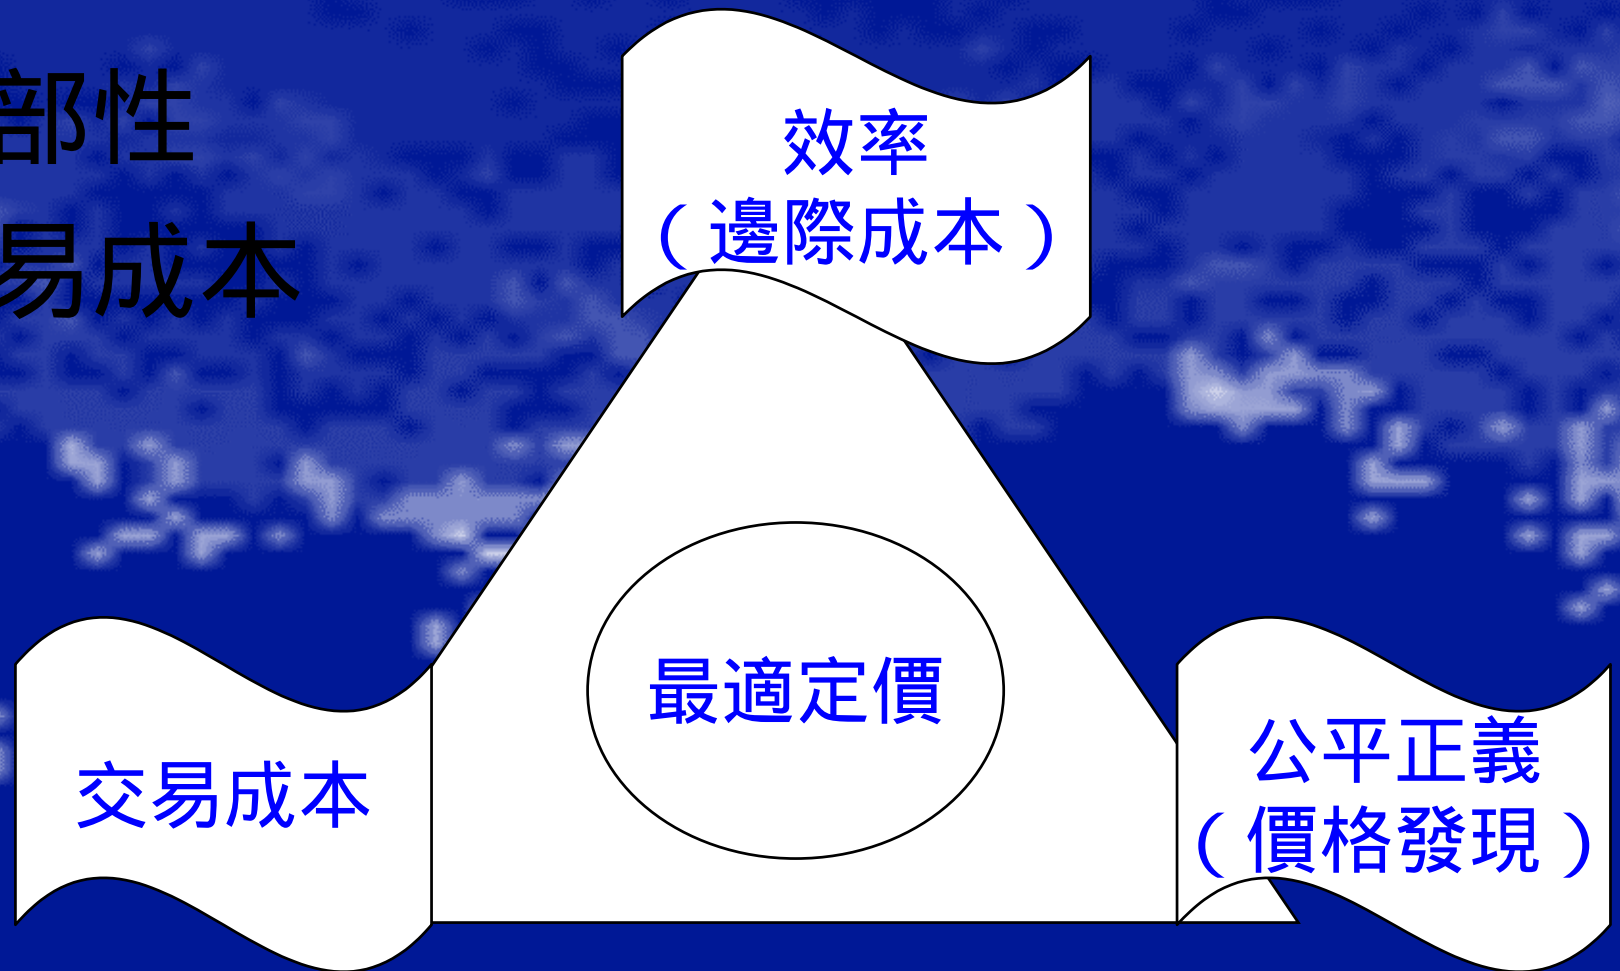 部性
易成本
效率
（邊際成本）
最適定價
交易成本
公平正義
（價格發現）